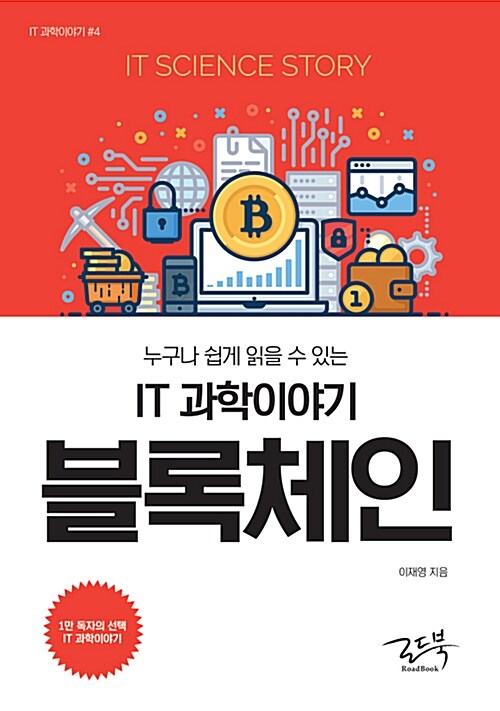 IT 과학이야기 #4
IT SCIENCE STORY
1
누구나 쉽게 읽을 수 있는
IT 과학이야기
블록체인
이재영 지음
1만 독자의 선택
IT 과학이야기
로드북
RoadBook